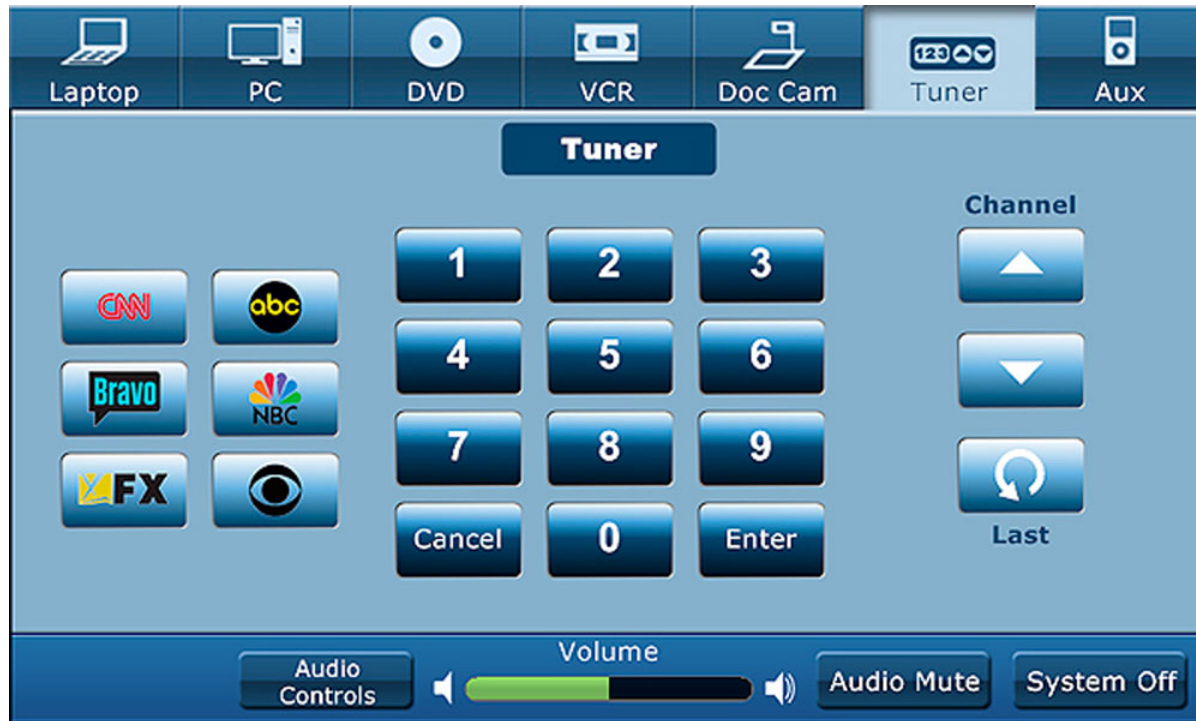 Laptop
PC
DVD
VCR
Doc Cam
123
Tuner
Aux
Tuner
Channel
CNN
abc
1
2
3
Bravo
NBC
4
5
6
FX
7
8
9
Cancel
0
Enter
Last
Audio
Controls
Volume
Audio Mute
System Off